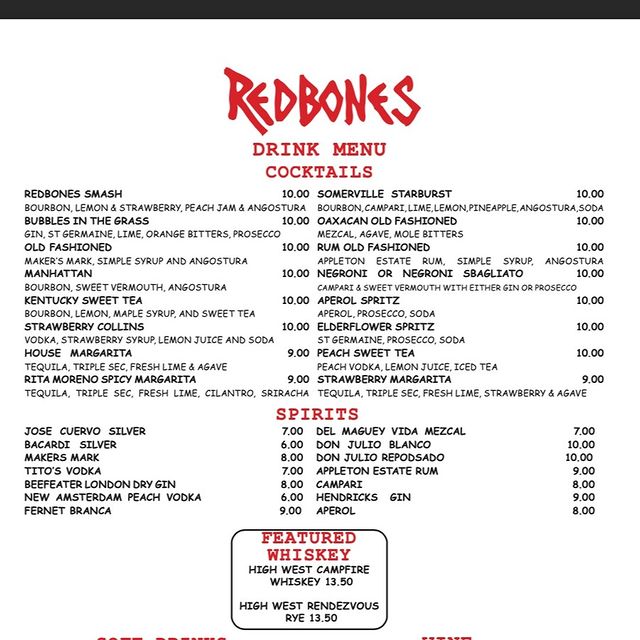 REDBONES
DRINK MENU
COCKTAILS
REDBONES SMASH 10.00
BOURBON, LEMON & STRAWBERRY, PEACH JAM & ANGOSTURA
BUBBLES IN THE GRASS 10.00
GIN, ST GERMAINE, LIME, ORANGE BITTERS, PROSECCO
OLD FASHIONED 10.00
MAKER'S MARK, SIMPLE SYRUP AND ANGOSTURA
MANHATTAN 10.00
BOURBON, SWEET VERMOUTH, ANGOSTURA
KENTUCKY SWEET TEA 10.00
BOURBON, LEMON, MAPLE SYRUP, AND SWEET TEA
STRAWBERRY COLLINS 10.00
VODKA, STRAWBERRY SYRUP, LEMON JUICE AND SODA
HOUSE MARGARITA 9.00
TEQUILA, TRIPLE SEC, FRESH LIME & AGAVE
RITA MORENO SPICY MARGARITA 9.00
TEQUILA, TRIPLE SEC, FRESH LIME, CILANTRO, SRIRACHA
SOMERVILLE STARBURST 10.00
BOURBON,CAMPARI,LIME,LEMON,PINEAPPLE,ANGOSTURA,SODA
OAXACAN OLD FASHIONED 10.00
MEZCAL, AGAVE, MOLE BITTERS
RUM OLD FASHIONED 10.00
APPLETON ESTATE RUM, SIMPLE SYRUP, ANGOSTURA
NEGRONI OR NEGRONI SBAGLIATO 10.00
CAMPARI & SWEET VERMOUTH WITH EITHER GIN OR PROSECCO
APEROL SPRITZ 10.00
APEROL, PROSECCO, SODA
ELDERFLOWER SPRITZ 10.00
ST GERMAINE, PROSECCO, SODA
PEACH SWEET TEA 10.00
PEACH VODKA, LEMON JUICE, ICED TEA
STRAWBERRY MARGARITA 9.00
TEQUILA, TRIPLE SEC, FRESH LIME, STRAWBERRY & AGAVE
SPIRITS
JOSE CUERVO SILVER 7.00
BACARDI SILVER 6.00
MAKERS MARK 8.00
TITO'S VODKA 7.00
BEEFEATER LONDON DRY GIN 8.00
NEW AMSTERDAM PEACH VODKA 6.00
FERNET BRANCA 9.00
DEL MAGUEY VIDA MEZCAL 7.00
DON JULIO BLANCO 10.00
DON JULIO REPODSADO 10.00
APPLETON ESTATE RUM 9.00
CAMPARI 8.00
HENDRICKS GIN 9.00
APEROL 8.00
FEATURED
WHISKEY
HIGH WEST CAMPFIRE
WHISKEY 13.50
HIGH WEST RENDEZVOUS
RYE 13.50